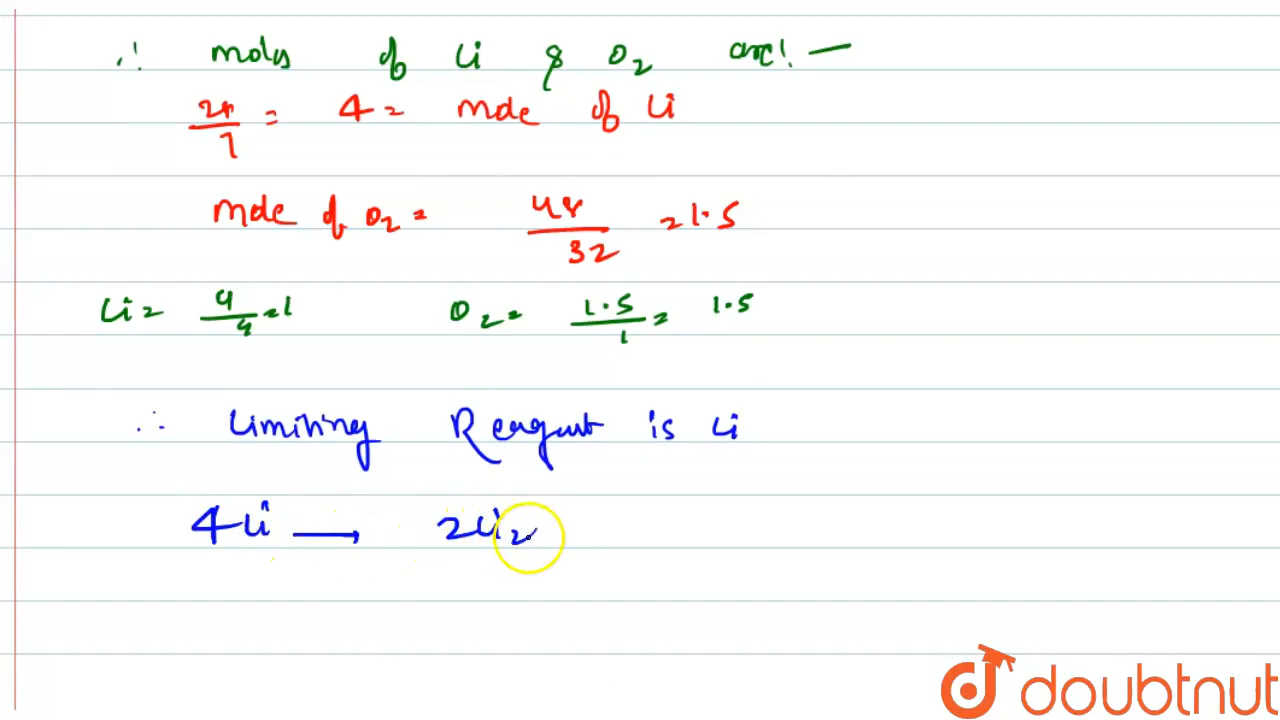 ∴ moles of Li & O2 are! —
28/7 = 4 = mole of Li
mole of O2 = 48/32 = 1.5
Li = 4/4 = 1 O2 = 1.5/1 = 1.5
∴ Limiting Reagent is Li
4Li ⟶ 2Li2
doubtnut